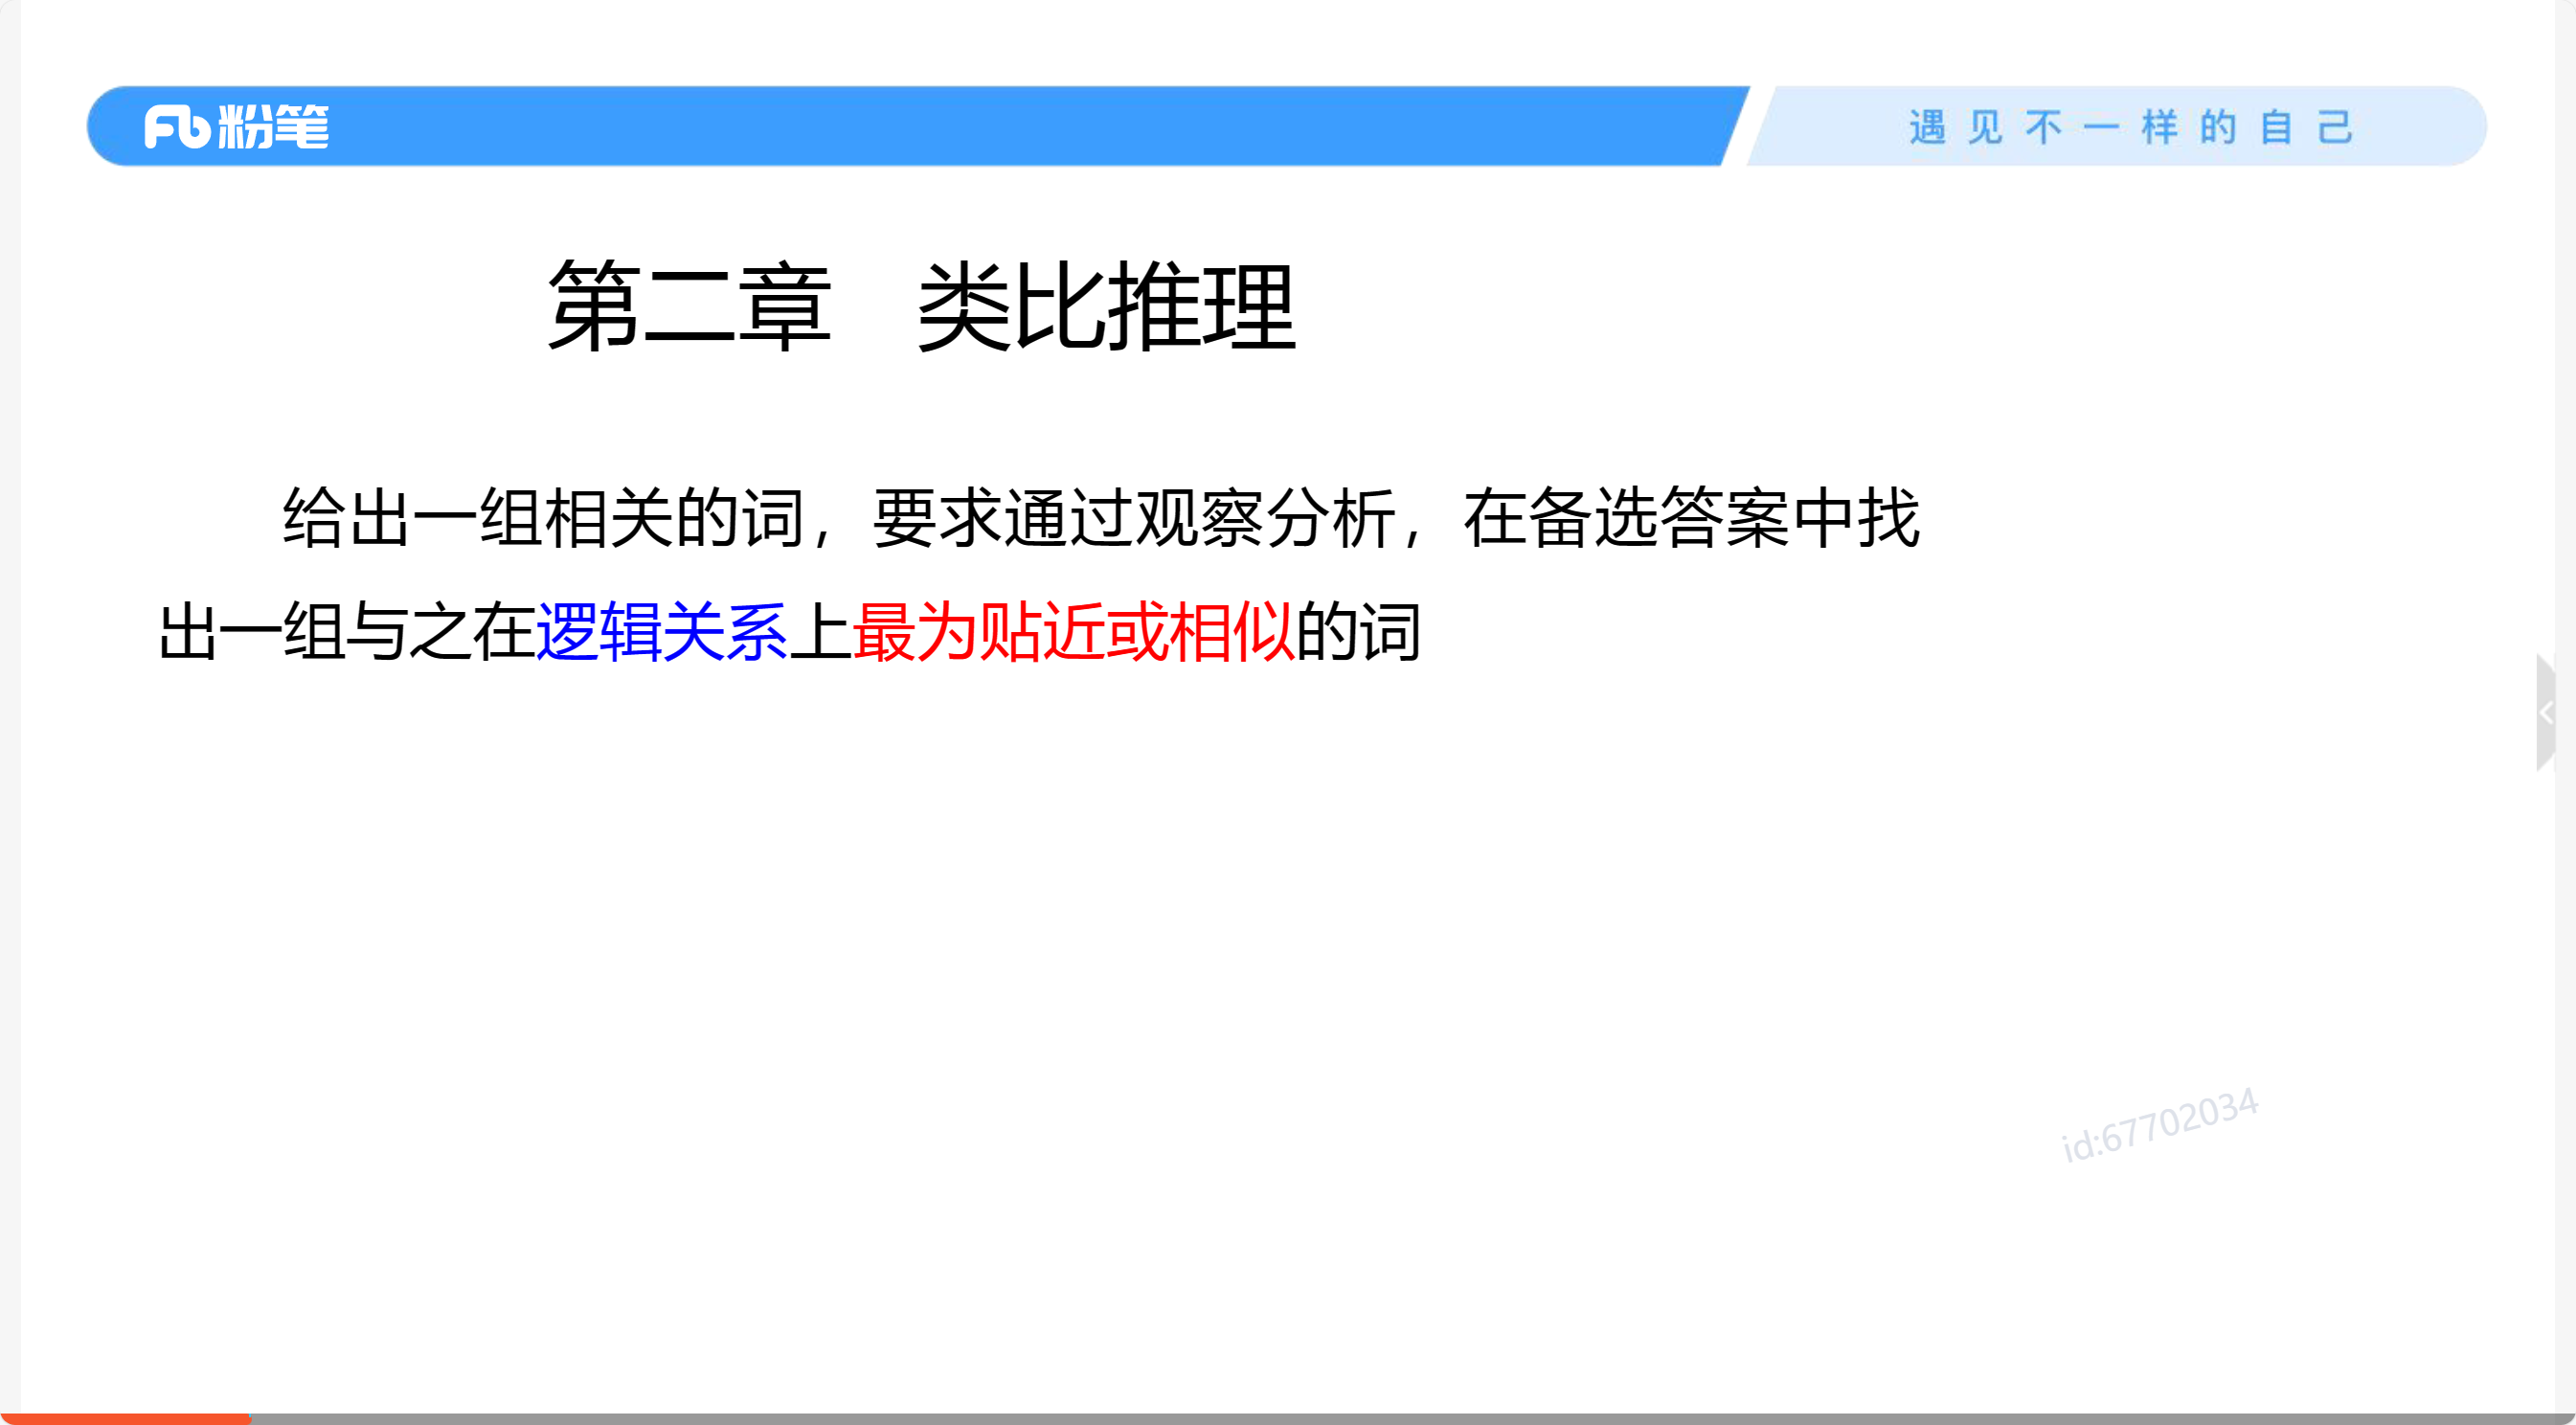 Fb粉笔
遇见不一样的自己
第二章 类比推理
给出一组相关的词，要求通过观察分析，在备选答案中找
出一组与之在逻辑关系上最为贴近或相似的词
id:67702034